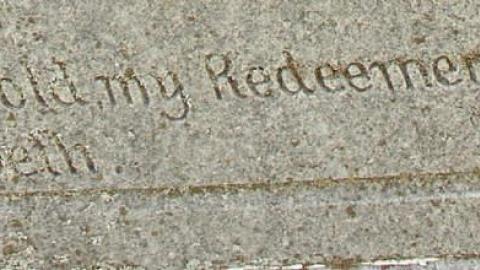 old, my Redeemer
eth.